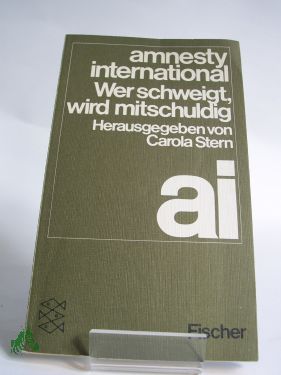 amnesty
international
Wer schweigt,
wird mitschuldig
Herausgegeben von
Carola Stern
ai
Fischer